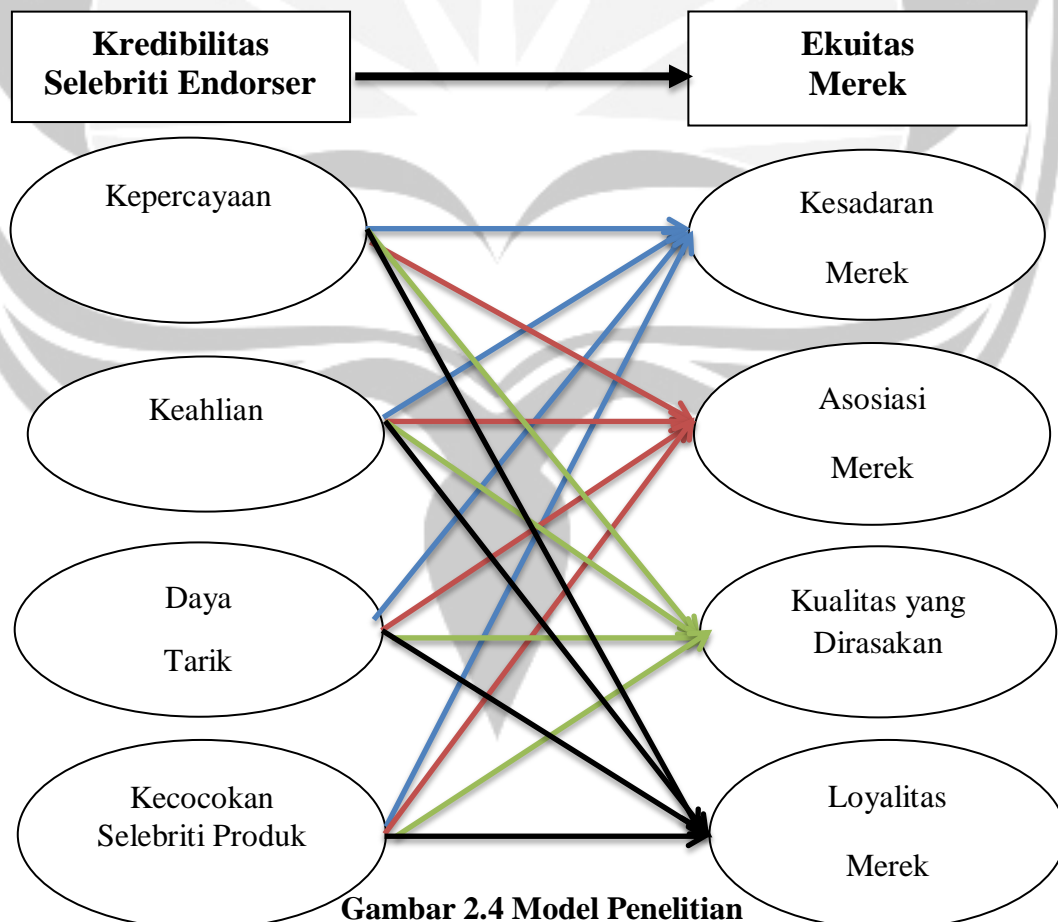 Kredibilitas
Selebriti Endorser
Ekuitas
Merek
Kepercayaan
Kesadaran
Merek
Keahlian
Asosiasi
Merek
Daya
Tarik
Kualitas yang
Dirasakan
Kecocokan
Selebriti Produk
Loyalitas
Merek
Gambar 2.4 Model Penelitian